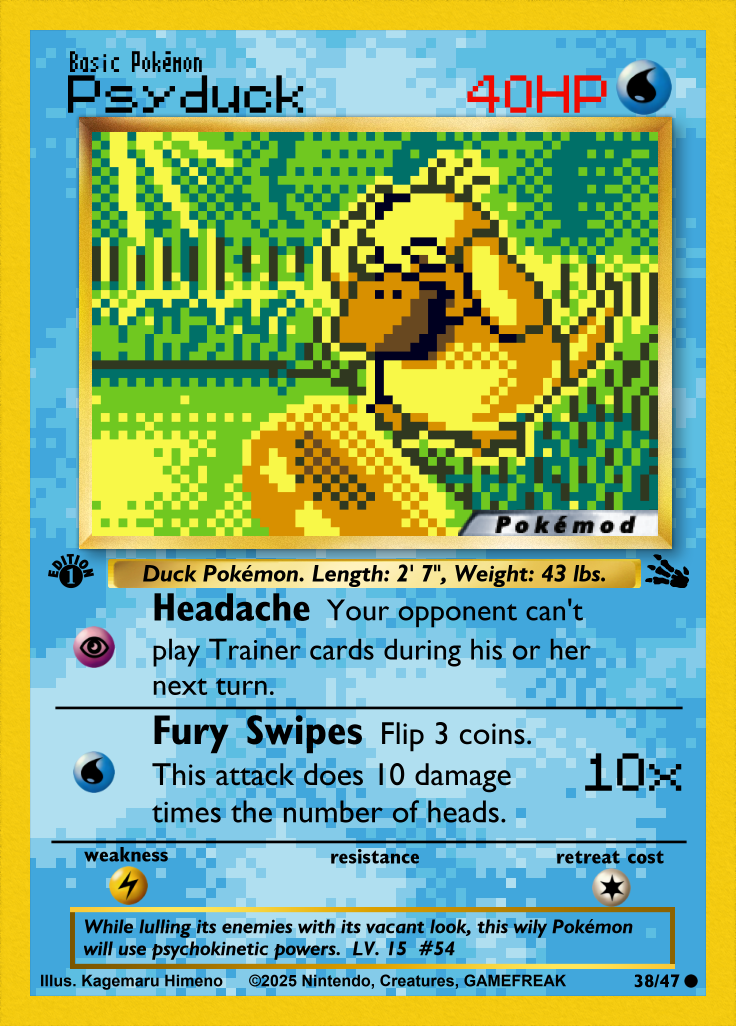 Basic Pokémon
Psyduck 40HP
Pokémod
EDITION 1
Duck Pokémon. Length: 2' 7", Weight: 43 lbs.
Headache Your opponent can't
play Trainer cards during his or her
next turn.
Fury Swipes Flip 3 coins.
This attack does 10 damage
times the number of heads.
10x
weakness resistance retreat cost
While lulling its enemies with its vacant look, this wily Pokémon
will use psychokinetic powers. LV. 15 #54
Illus. Kagemaru Himeno ©2025 Nintendo, Creatures, GAMEFREAK 38/47